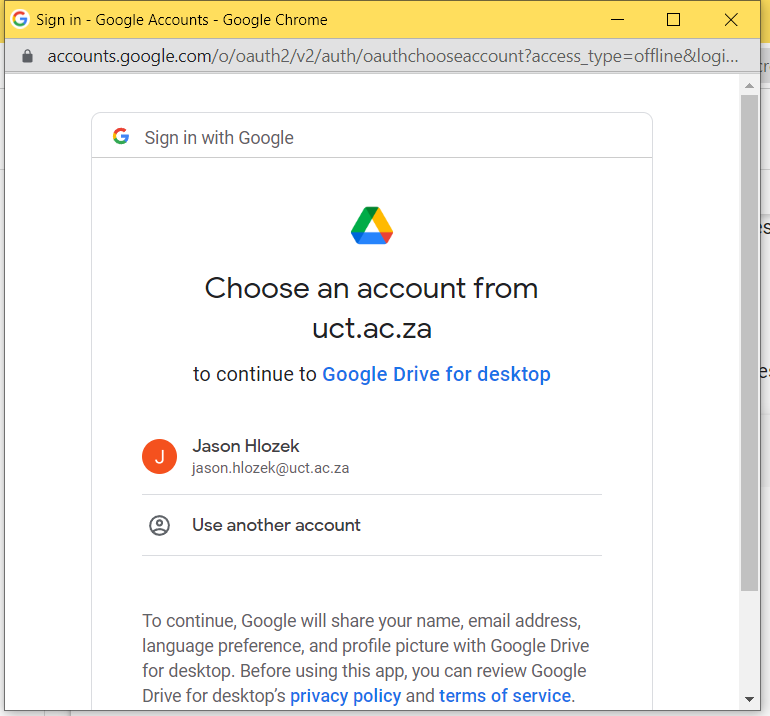 Sign in - Google Accounts - Google Chrome
accounts.google.com/o/oauth2/v2/auth/oauthchooseaccount?access_type=offline&logi...
Sign in with Google
Choose an account from
uct.ac.za
to continue to Google Drive for desktop
J
Jason Hlozek
jason.hlozek@uct.ac.za
Use another account
To continue, Google will share your name, email address,
language preference, and profile picture with Google Drive
for desktop. Before using this app, you can review Google
Drive for desktop's privacy policy and terms of service.